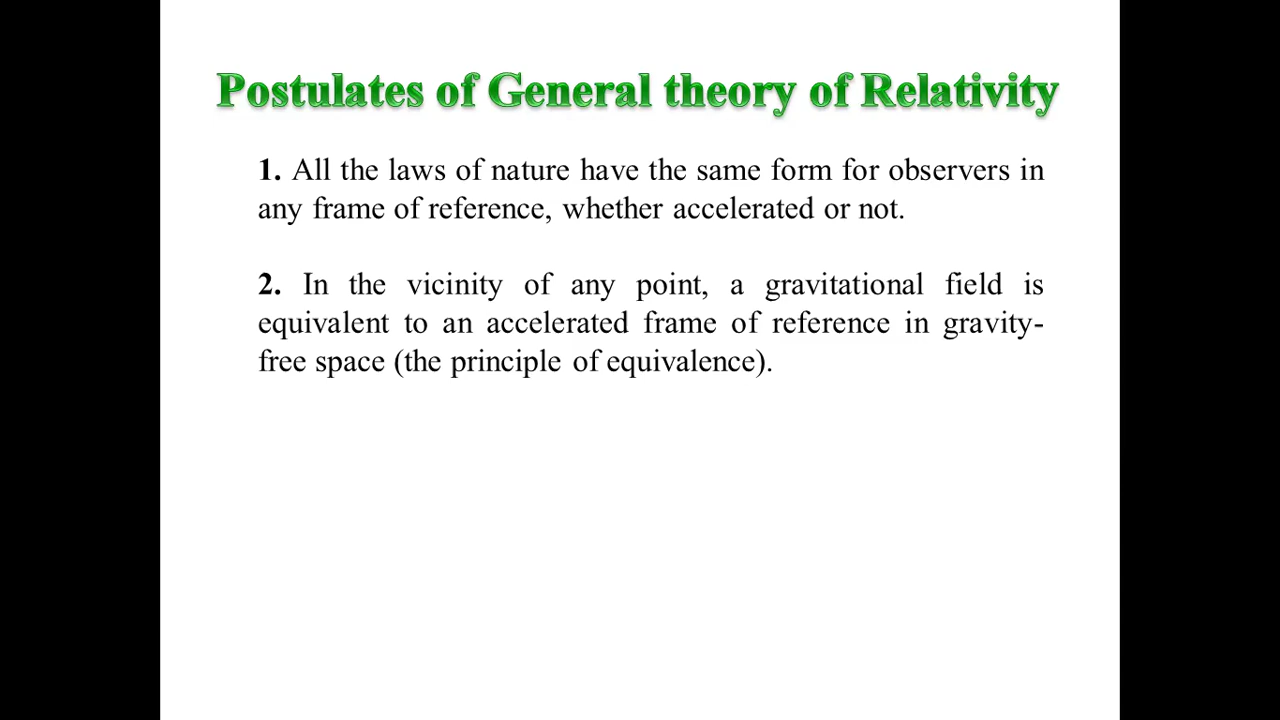 Postulates of General theory of Relativity
1. All the laws of nature have the same form for observers in
any frame of reference, whether accelerated or not.
2. In the vicinity of any point, a gravitational field is
equivalent to an accelerated frame of reference in gravity-
free space (the principle of equivalence).